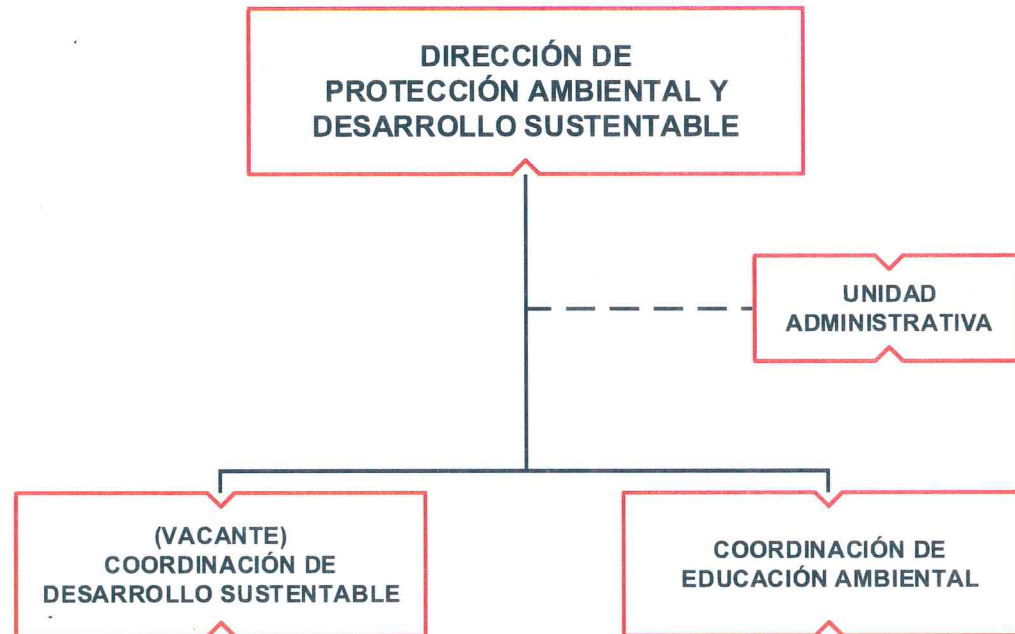 DIRECCIÓN DE
PROTECCIÓN AMBIENTAL Y
DESARROLLO SUSTENTABLE
UNIDAD
ADMINISTRATIVA
(VACANTE)
COORDINACIÓN DE
DESARROLLO SUSTENTABLE
COORDINACIÓN DE
EDUCACIÓN AMBIENTAL